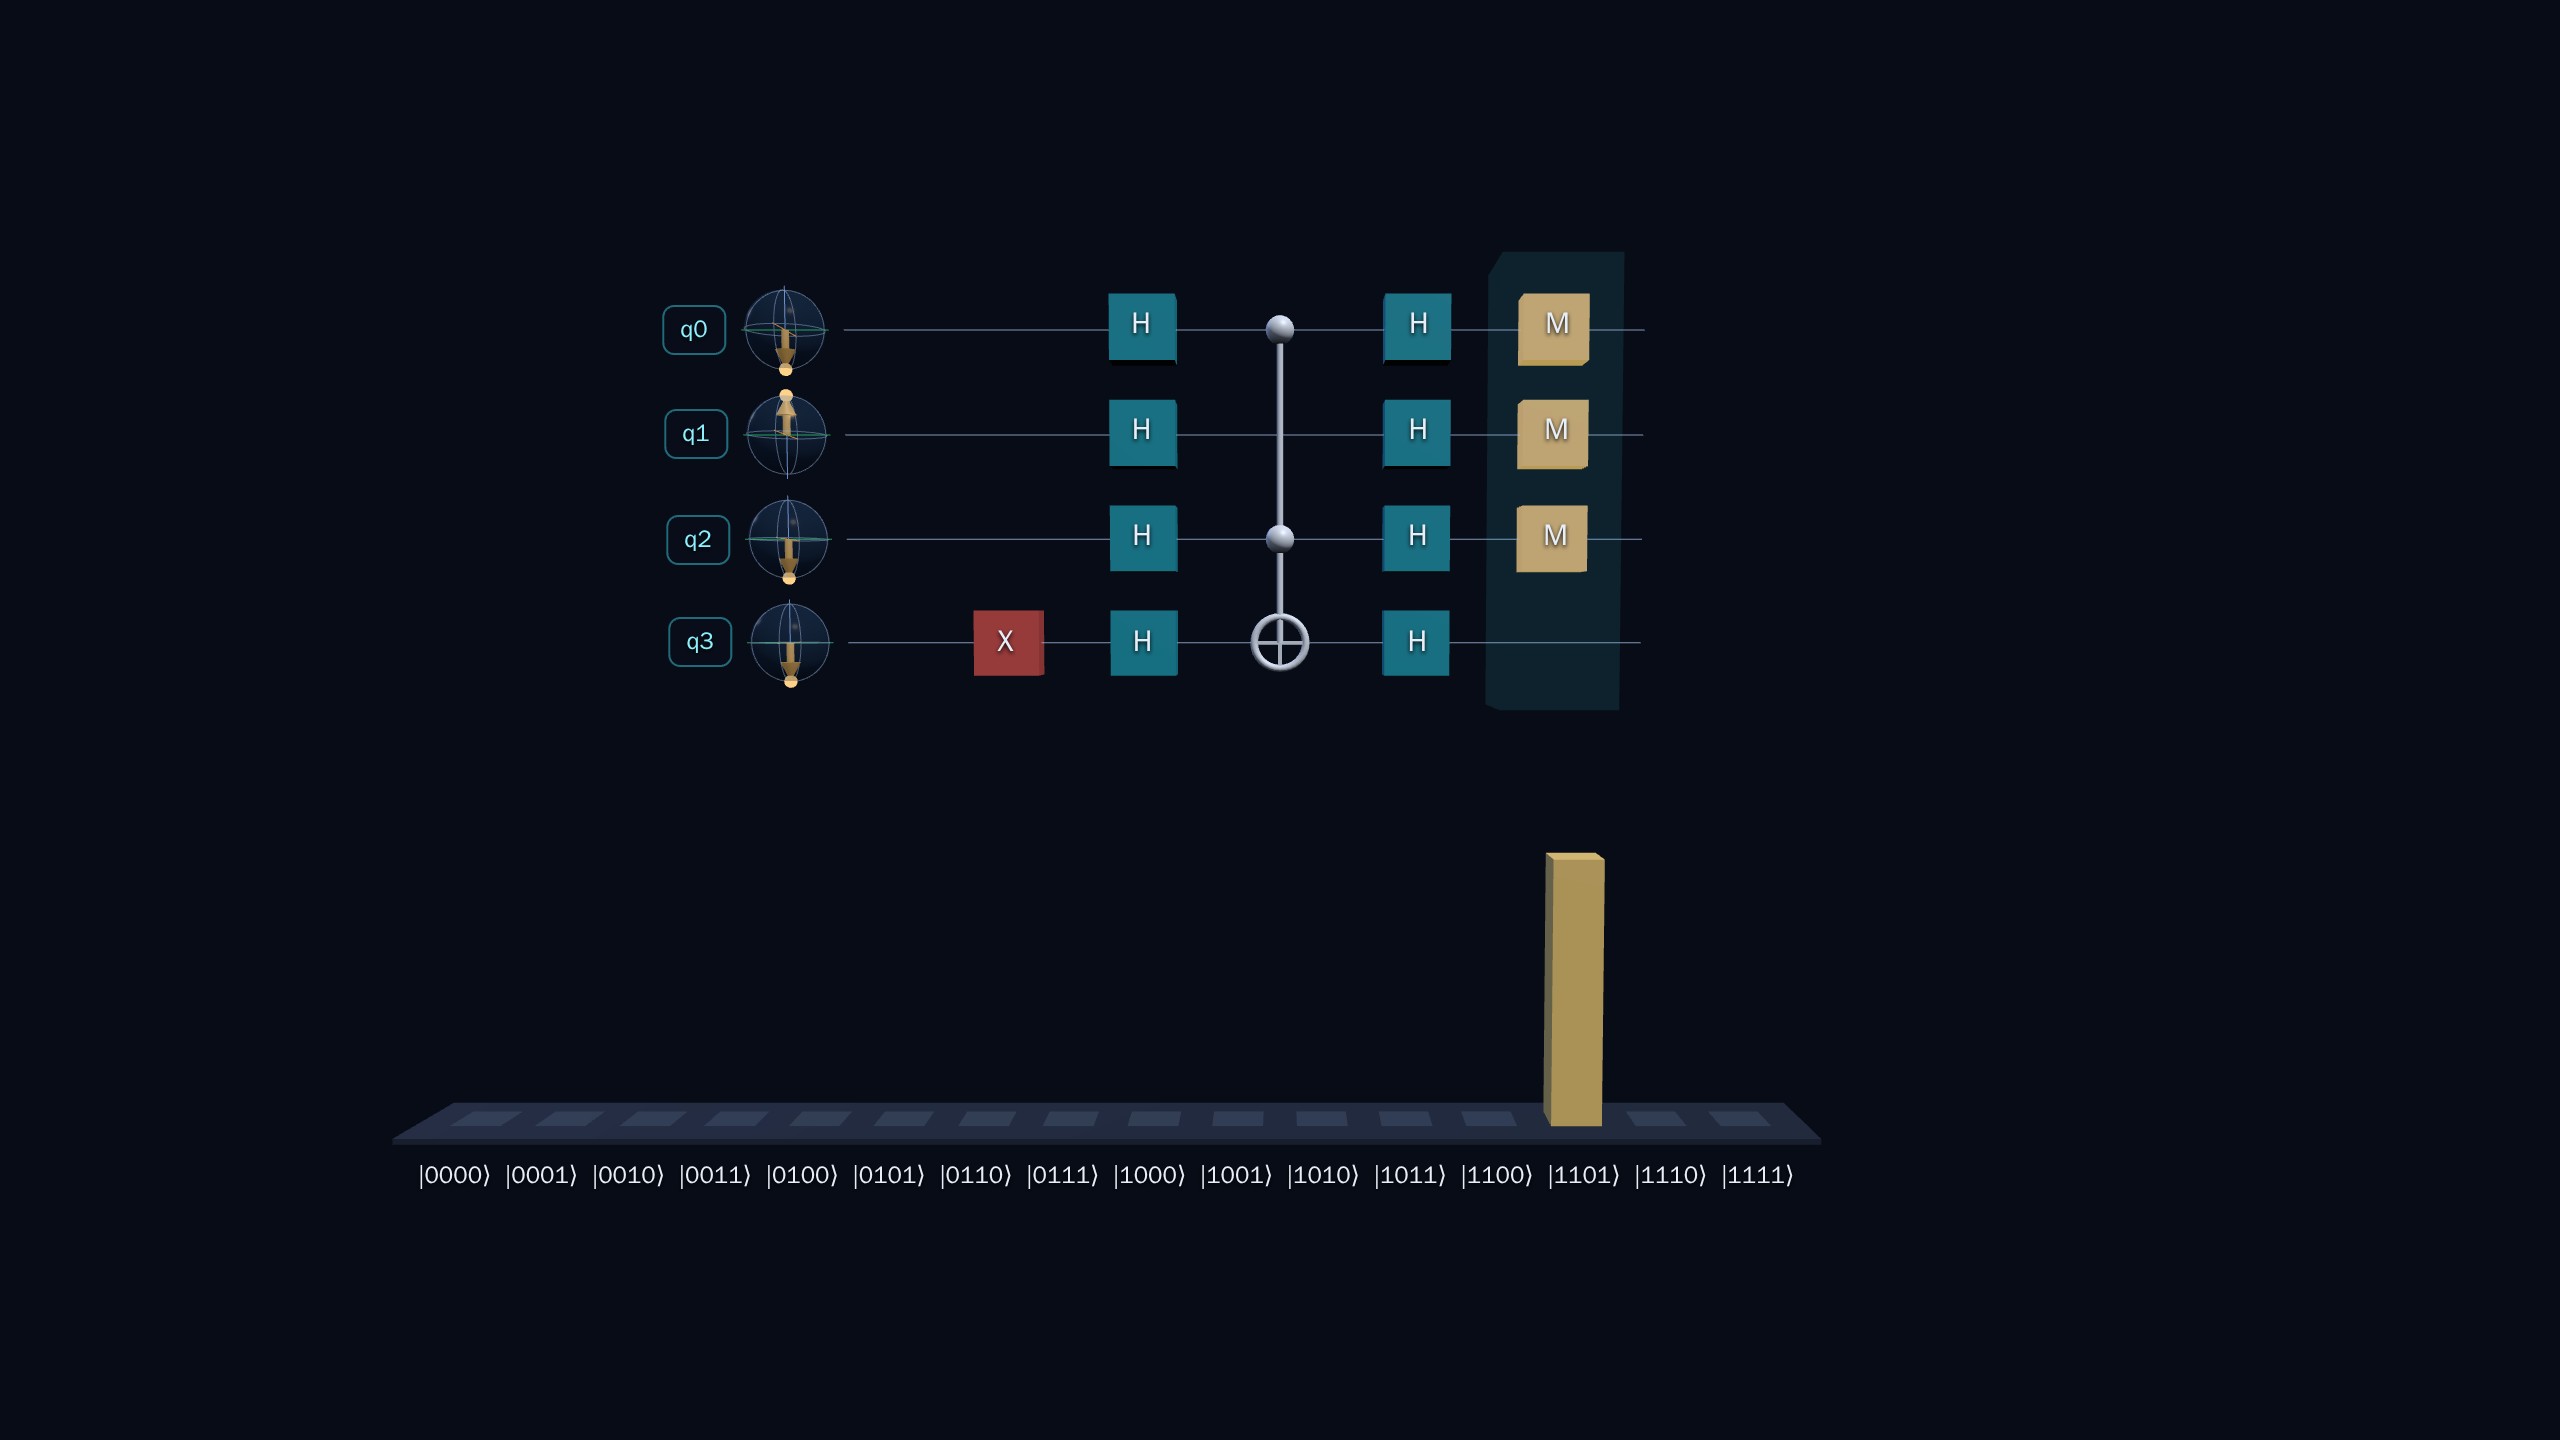 q0 H H M
q1 H H M
q2 H H M
q3 X H H
|0000⟩ |0001⟩ |0010⟩ |0011⟩ |0100⟩ |0101⟩ |0110⟩ |0111⟩ |1000⟩ |1001⟩ |1010⟩ |1011⟩ |1100⟩ |1101⟩ |1110⟩ |1111⟩